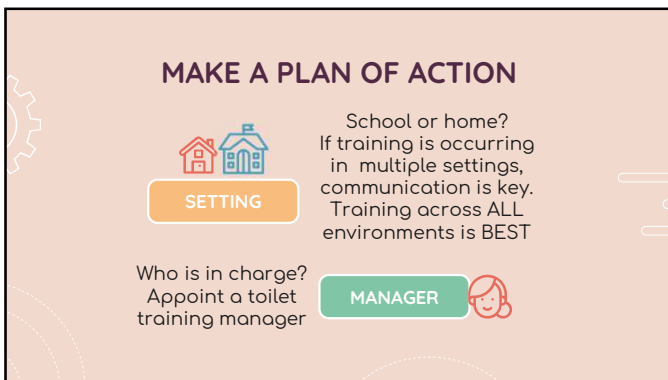 MAKE A PLAN OF ACTION
SETTING
School or home?
If training is occurring
in multiple settings,
communication is key.
Training across ALL
environments is BEST
Who is in charge?
Appoint a toilet
training manager
MANAGER